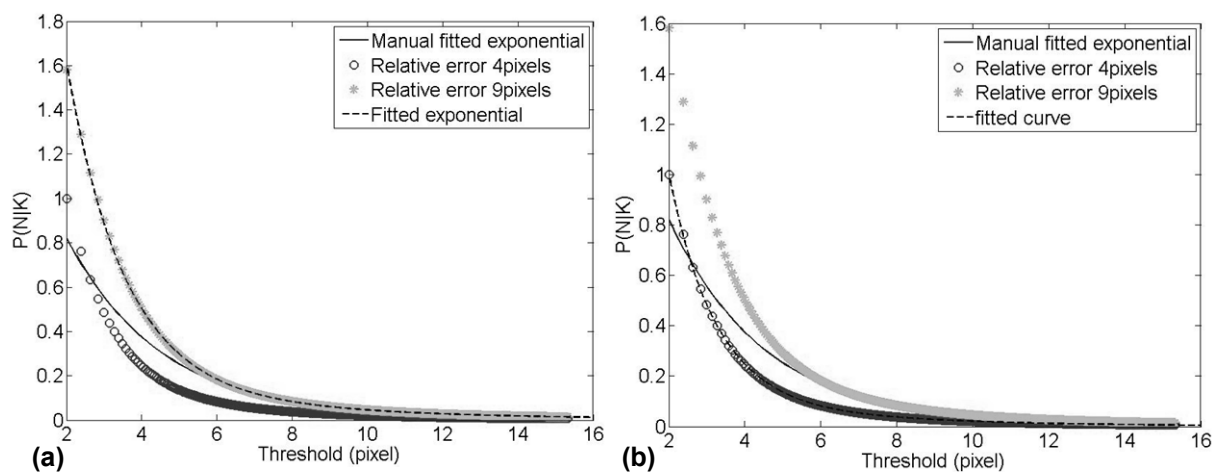 1.8
1.6
1.4
1.2
1
0.8
0.6
0.4
0.2
0
P(N|K)
2 4 6 8 10 12 14 16
Threshold (pixel)
Manual fitted exponential
Relative error 4pixels
Relative error 9pixels
Fitted exponential
(a)
1.6
1.4
1.2
1
0.8
0.6
0.4
0.2
0
P(N|K)
2 4 6 8 10 12 14 16
Threshold (pixel)
Manual fitted exponential
Relative error 4pixels
Relative error 9pixels
fitted curve
(b)